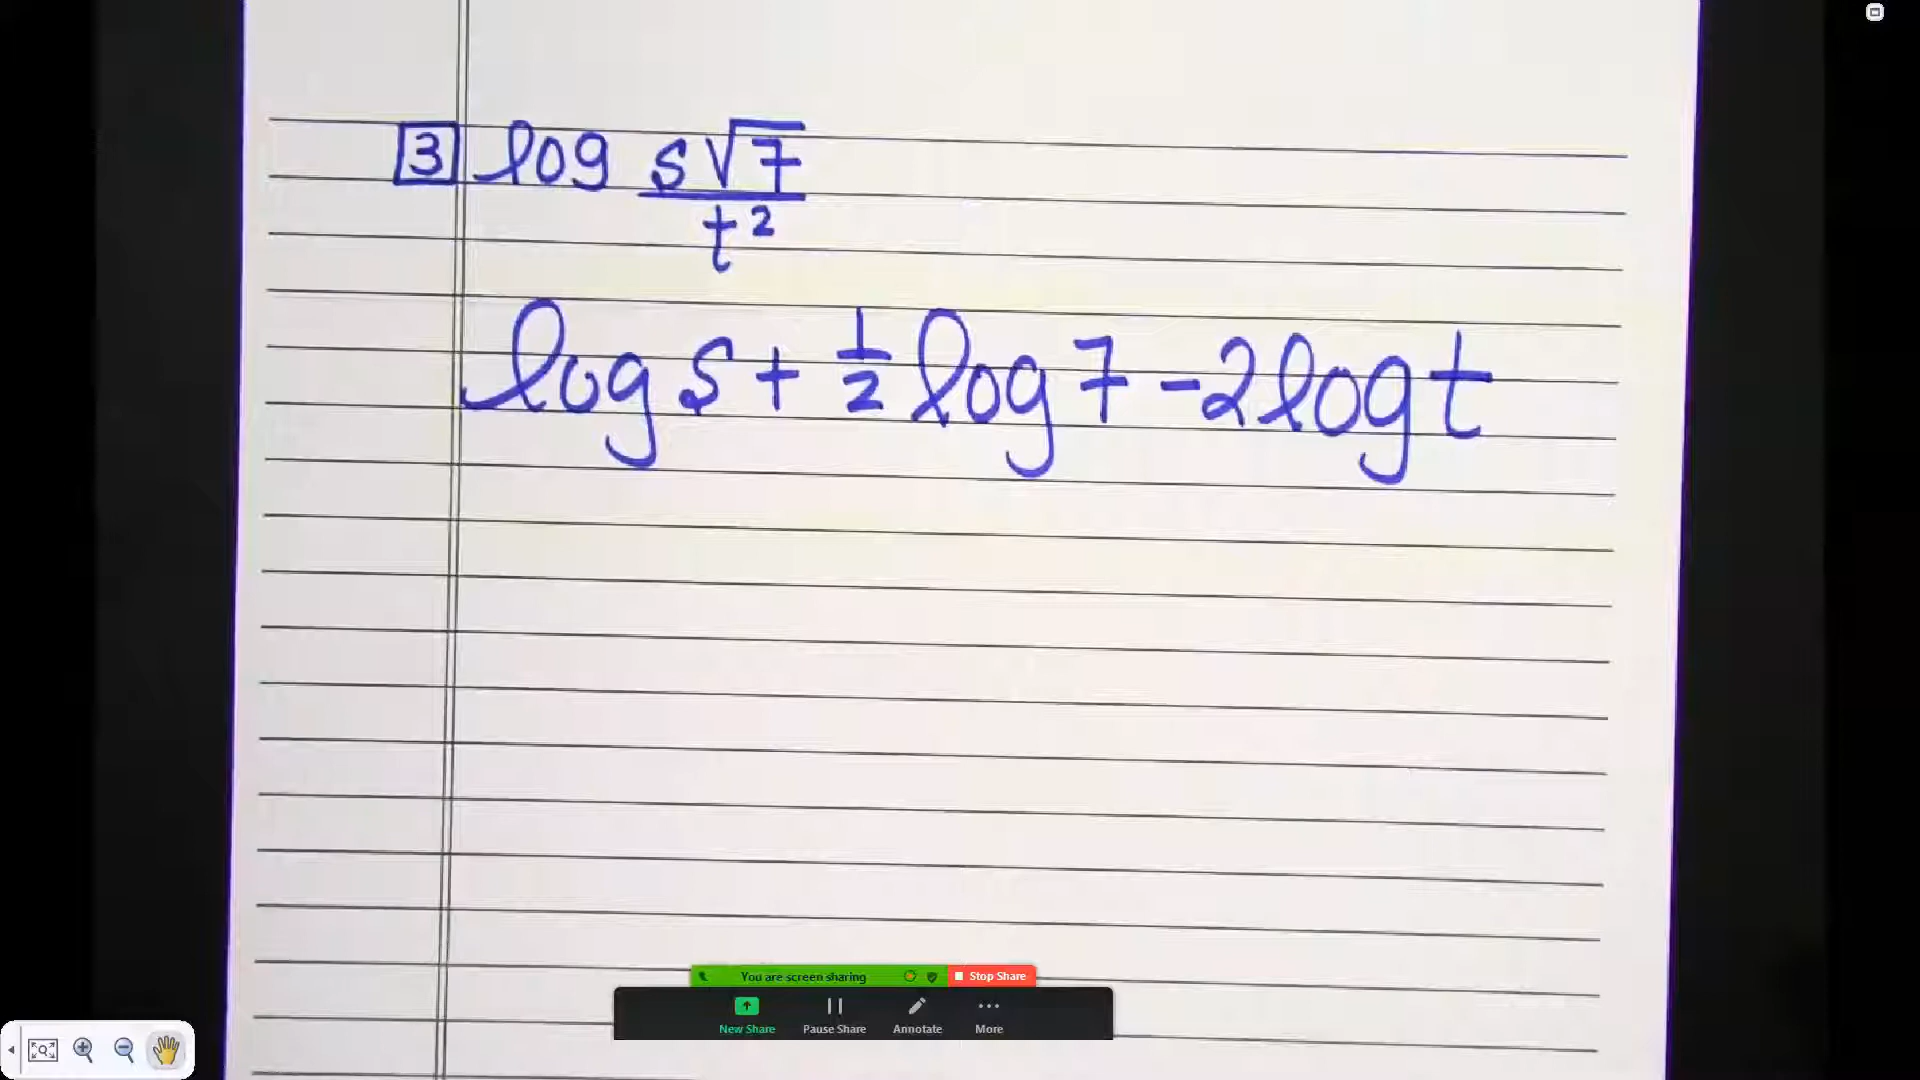 3 log s√7
t²
log s + 1/2 log 7 - 2 log t
You are screen sharing Stop Share
New Share Pause Share Annotate More